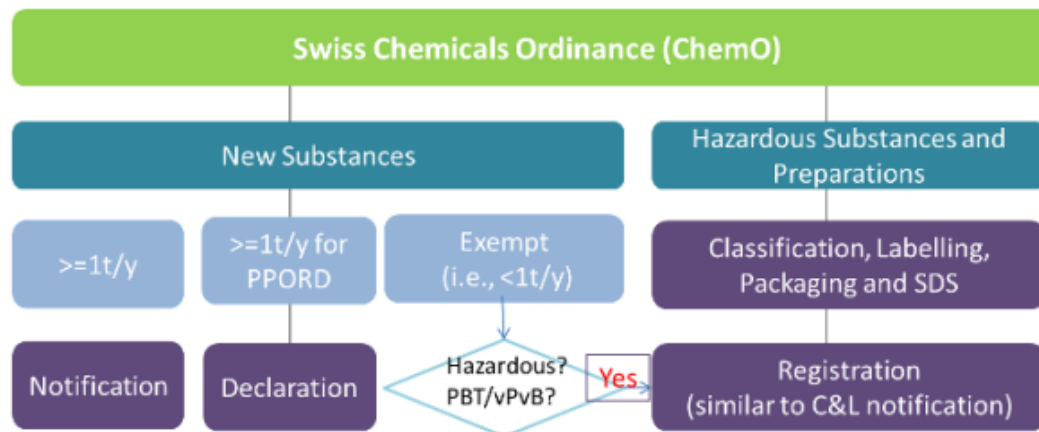 Swiss Chemicals Ordinance (ChemO)
New Substances
Hazardous Substances and
Preparations
>=1t/y
>=1t/y for
PPORD
Exempt
(i.e., <1t/y)
Classification, Labelling,
Packaging and SDS
Notification
Declaration
Hazardous?
PBT/vPvB?
Yes
Registration
(similar to C&L notification)